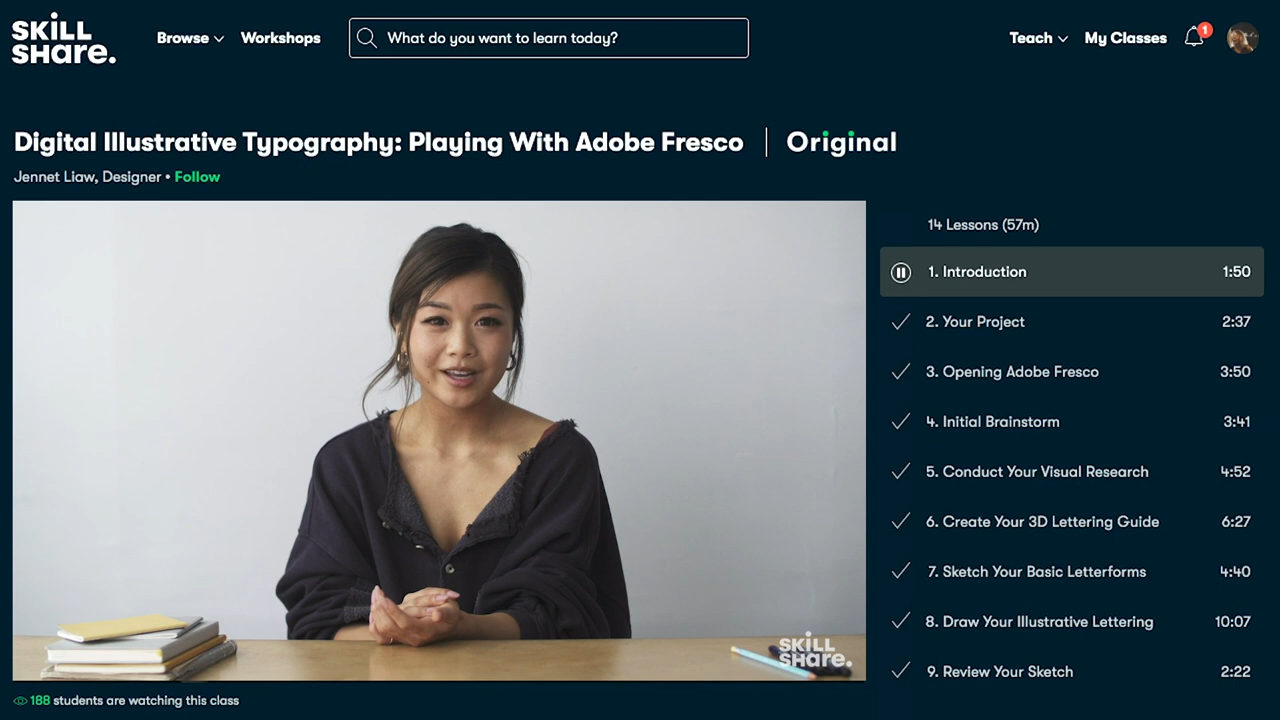 SKILL
SHare.
Browse
Workshops
What do you want to learn today?
Teach
My Classes
1
Digital Illustrative Typography: Playing With Adobe Fresco | Original
Jennet Liaw, Designer • Follow
14 Lessons (57m)
1. Introduction 1:50
2. Your Project 2:37
3. Opening Adobe Fresco 3:50
4. Initial Brainstorm 3:41
5. Conduct Your Visual Research 4:52
6. Create Your 3D Lettering Guide 6:27
7. Sketch Your Basic Letterforms 4:40
8. Draw Your Illustrative Lettering 10:07
9. Review Your Sketch 2:22
SKILL
SHare.
188 students are watching this class